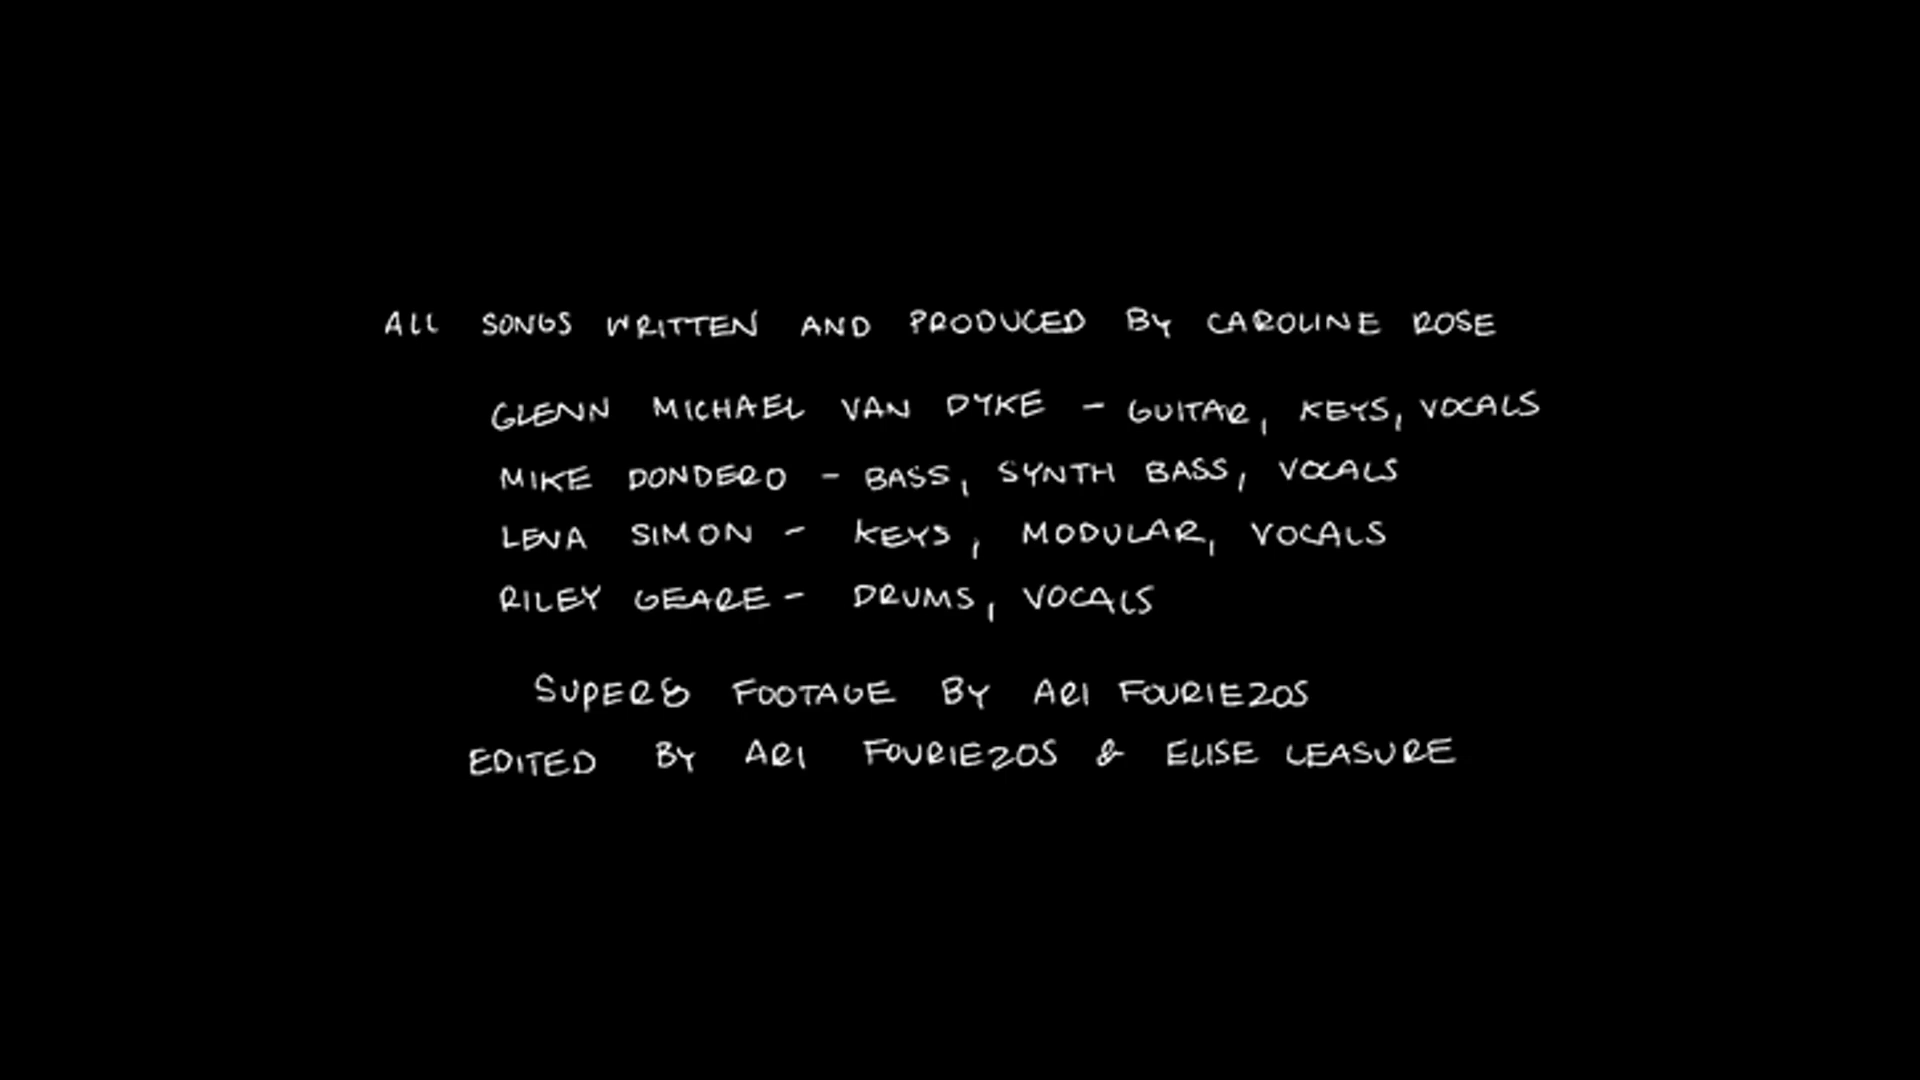 ALL SONGS WRITTEN AND PRODUCED BY CAROLINE ROSE
GLENN MICHAEL VAN DYKE - GUITAR, KEYS, VOCALS
MIKE DONDERO - BASS, SYNTH BASS, VOCALS
LENA SIMON - KEYS, MODULAR, VOCALS
RILEY GEARE - DRUMS, VOCALS
SUPER8 FOOTAGE BY ARI FOURIEZOS
EDITED BY ARI FOURIEZOS & ELISE LEASURE